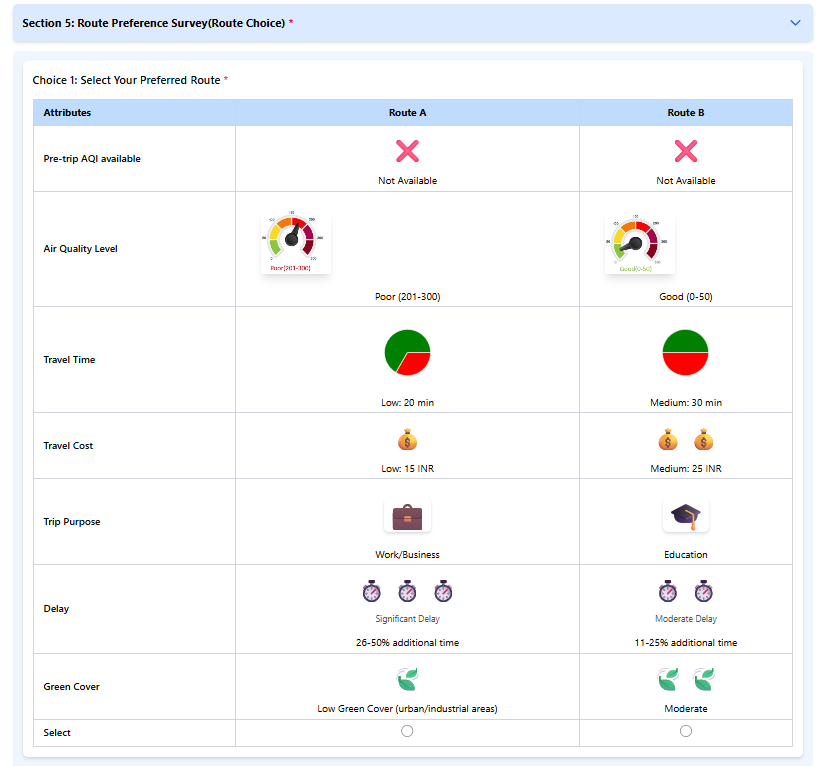 Section 5: Route Preference Survey(Route Choice) *
Choice 1: Select Your Preferred Route *
Attributes Route A Route B
Pre-trip AQI available
Not Available Not Available
Air Quality Level
Poor(201-300) Good(0-50)
Poor (201-300) Good (0-50)
Travel Time
Low: 20 min Medium: 30 min
Travel Cost
Low: 15 INR Medium: 25 INR
Trip Purpose
Work/Business Education
Delay
Significant Delay Moderate Delay
26-50% additional time 11-25% additional time
Green Cover
Low Green Cover (urban/industrial areas) Moderate
Select